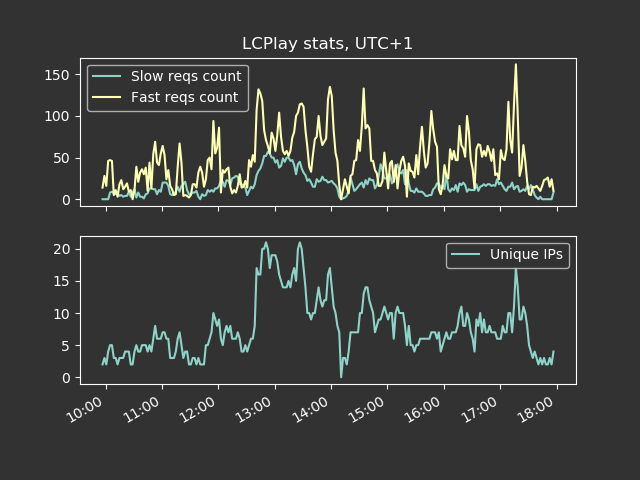 LCPlay stats, UTC+1
150
100
50
0
Slow reqs count
Fast reqs count
20
15
10
5
0
Unique IPs
10:00 11:00 12:00 13:00 14:00 15:00 16:00 17:00 18:00